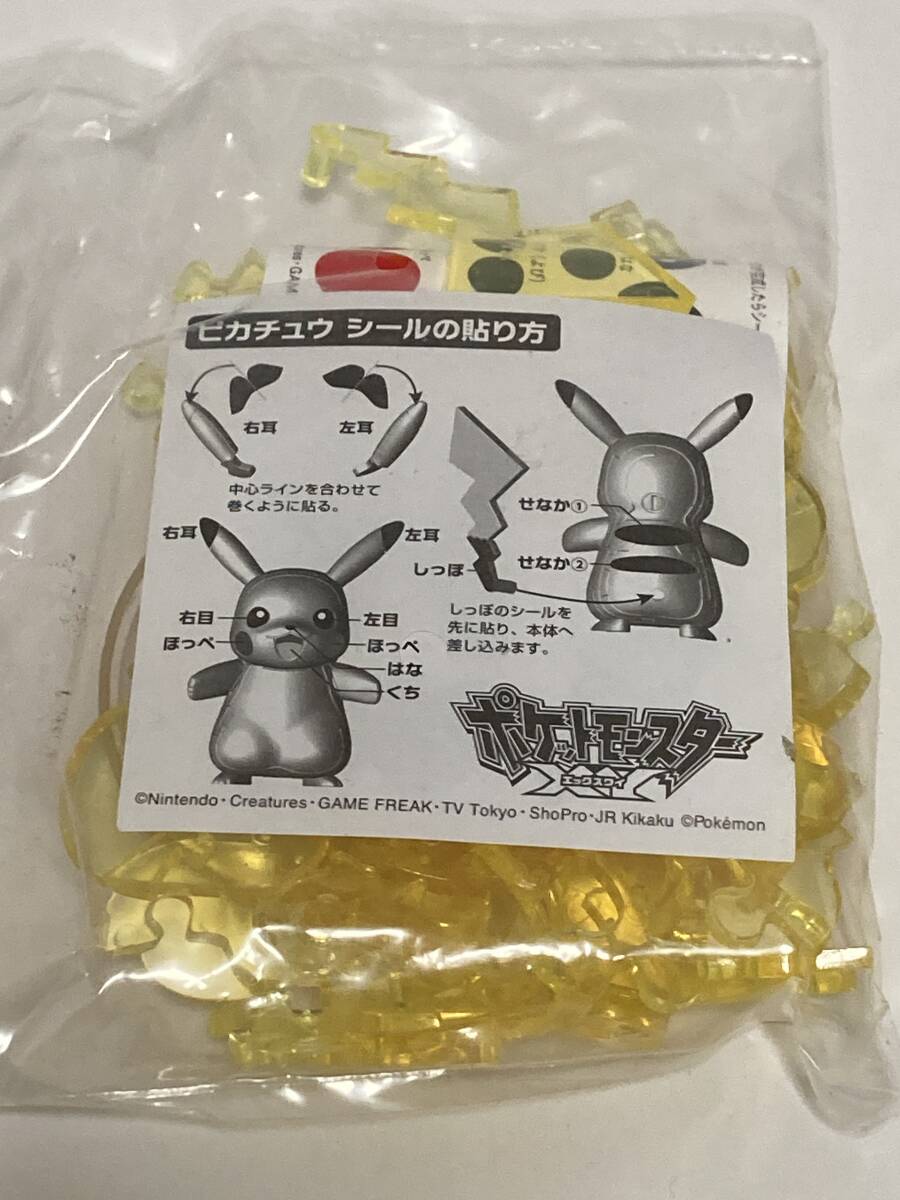 res・GAM
はな
ピカチュウ シールの貼り方
右耳
左耳
中心ラインを合わせて
巻くように貼る。
右耳
左耳
右目
左目
ほっぺ
ほっぺ
はな
くち
せなか①
せなか②
しっぽ
しっぽのシールを
先に貼り、本体へ
差し込みます。
ポケットモンスター
XY
エックスワイ
©Nintendo・Creatures・GAME FREAK・TV Tokyo・ShoPro・JR Kikaku ©Pokémon